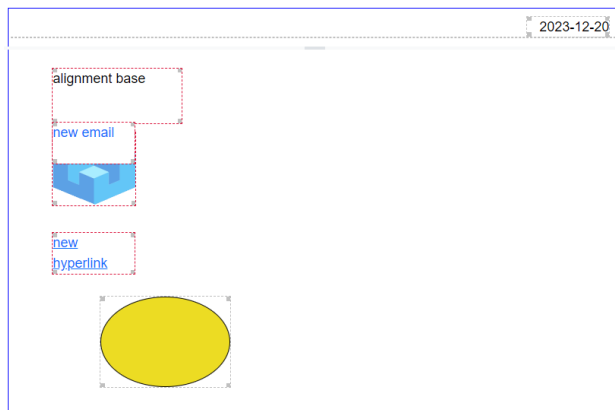 2023-12-20
alignment base
new email
new
hyperlink